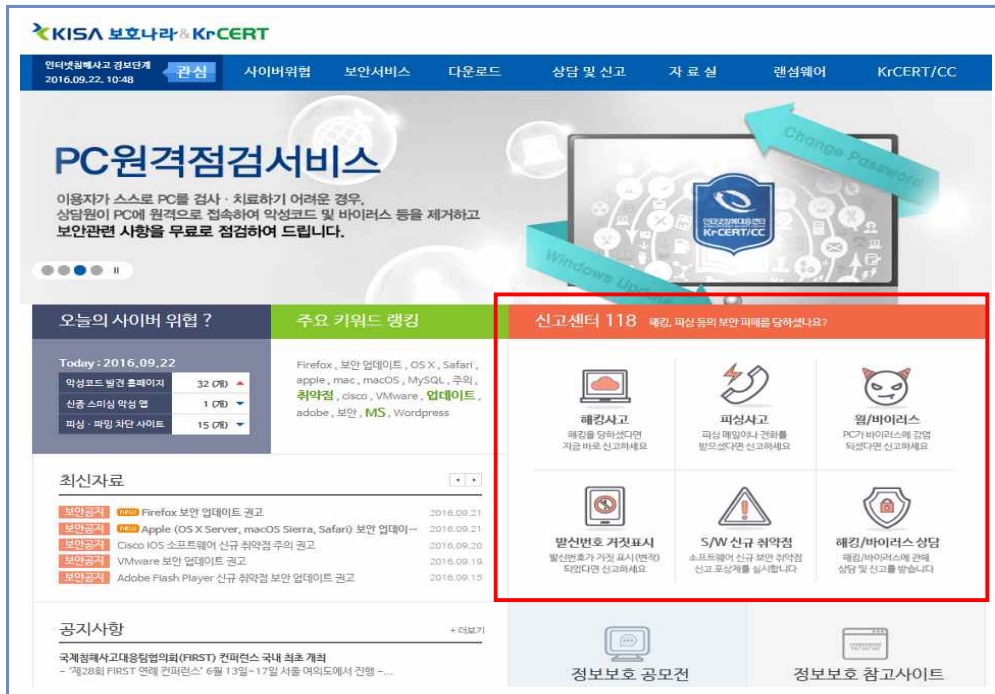 KISA 보호나라&KrCERT
인터넷침해사고 경보단계
2016.09.22, 10:48
관심
사이버위협
보안서비스
다운로드
상담 및 신고
자 료 실
랜섬웨어
KrCERT/CC
PC원격점검서비스
이용자가 스스로 PC를 검사 · 치료하기 어려운 경우,
상담원이 PC에 원격으로 접속하여 악성코드 및 바이러스 등을 제거하고
보안관련 사항을 무료로 점검하여 드립니다.
Change Password
인터넷침해대응센터
KrCERT/CC
Windows Update
오늘의 사이버 위협 ?
Today : 2016.09.22
악성코드 발견 홈페이지 32 (개)
신종 스미싱 악성 앱 1 (개)
피싱 · 파밍 차단 사이트 15 (개)
주요 키워드 랭킹
Firefox , 보안 업데이트 , OS X , Safari ,
apple , mac , macOS , MySQL , 주의 ,
취약점 , cisco , VMware , 업데이트 ,
adobe , 보안 , MS , Wordpress
신고센터 118 해킹, 피싱 등의 보안 피해를 당하셨나요?
해킹사고
해킹을 당하셨다면
지금 바로 신고하세요
피싱사고
피싱 메일이나 전화를
받으셨다면 신고하세요
웜/바이러스
PC가 바이러스에 감염
되셨다면 신고하세요
발신번호 거짓표시
발신번호가 거짓 표시(변작)
되었다면 신고하세요
S/W 신규 취약점
소프트웨어 신규 보안 취약점
신고 포상제를 실시합니다
해킹/바이러스 상담
해킹/바이러스에 관해
상담 및 신고를 받습니다
최신자료
보안공지 new Firefox 보안 업데이트 권고 2016.09.21
보안공지 new Apple (OS X Server, macOS Sierra, Safari) 보안 업데이··· 2016.09.21
보안공지 Cisco IOS 소프트웨어 신규 취약점 주의 권고 2016.09.20
보안공지 VMware 보안 업데이트 권고 2016.09.19
보안공지 Adobe Flash Player 신규 취약점 보안 업데이트 권고 2016.09.15
공지사항
+ 더보기
국제침해사고대응팀협의회(FIRST) 컨퍼런스 국내 최초 개최
- '제28회 FIRST 연례 컨퍼런스' 6월 13일~17일 서울 여의도에서 진행 -...
정보보호 공모전
정보보호 참고사이트